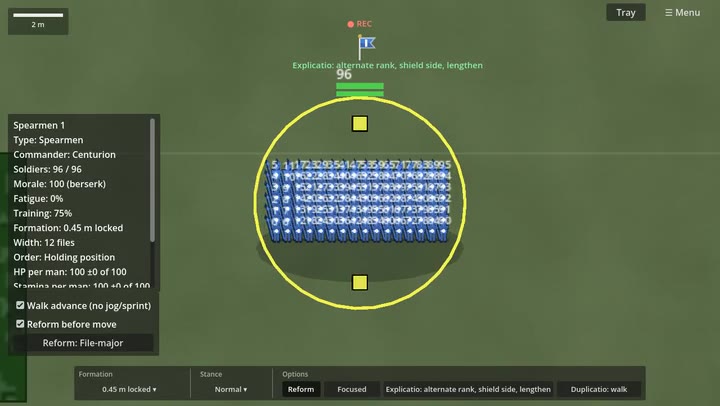 2 m
REC
Tray
☰ Menu
Explicatio: alternate rank, shield side, lengthen
96
Spearmen 1
Type: Spearmen
Commander: Centurion
Soldiers: 96 / 96
Morale: 100 (berserk)
Fatigue: 0%
Training: 75%
Formation: 0.45 m locked
Width: 12 files
Order: Holding position
HP per man: 100 ±0 of 100
Stamina per man: 100 ±0 of 100
Walk advance (no jog/sprint)
Reform before move
Reform: File-major
Formation
Stance
Options
0.45 m locked ▾
Normal ▾
Reform
Focused
Explicatio: alternate rank, shield side, lengthen
Duplicatio: walk